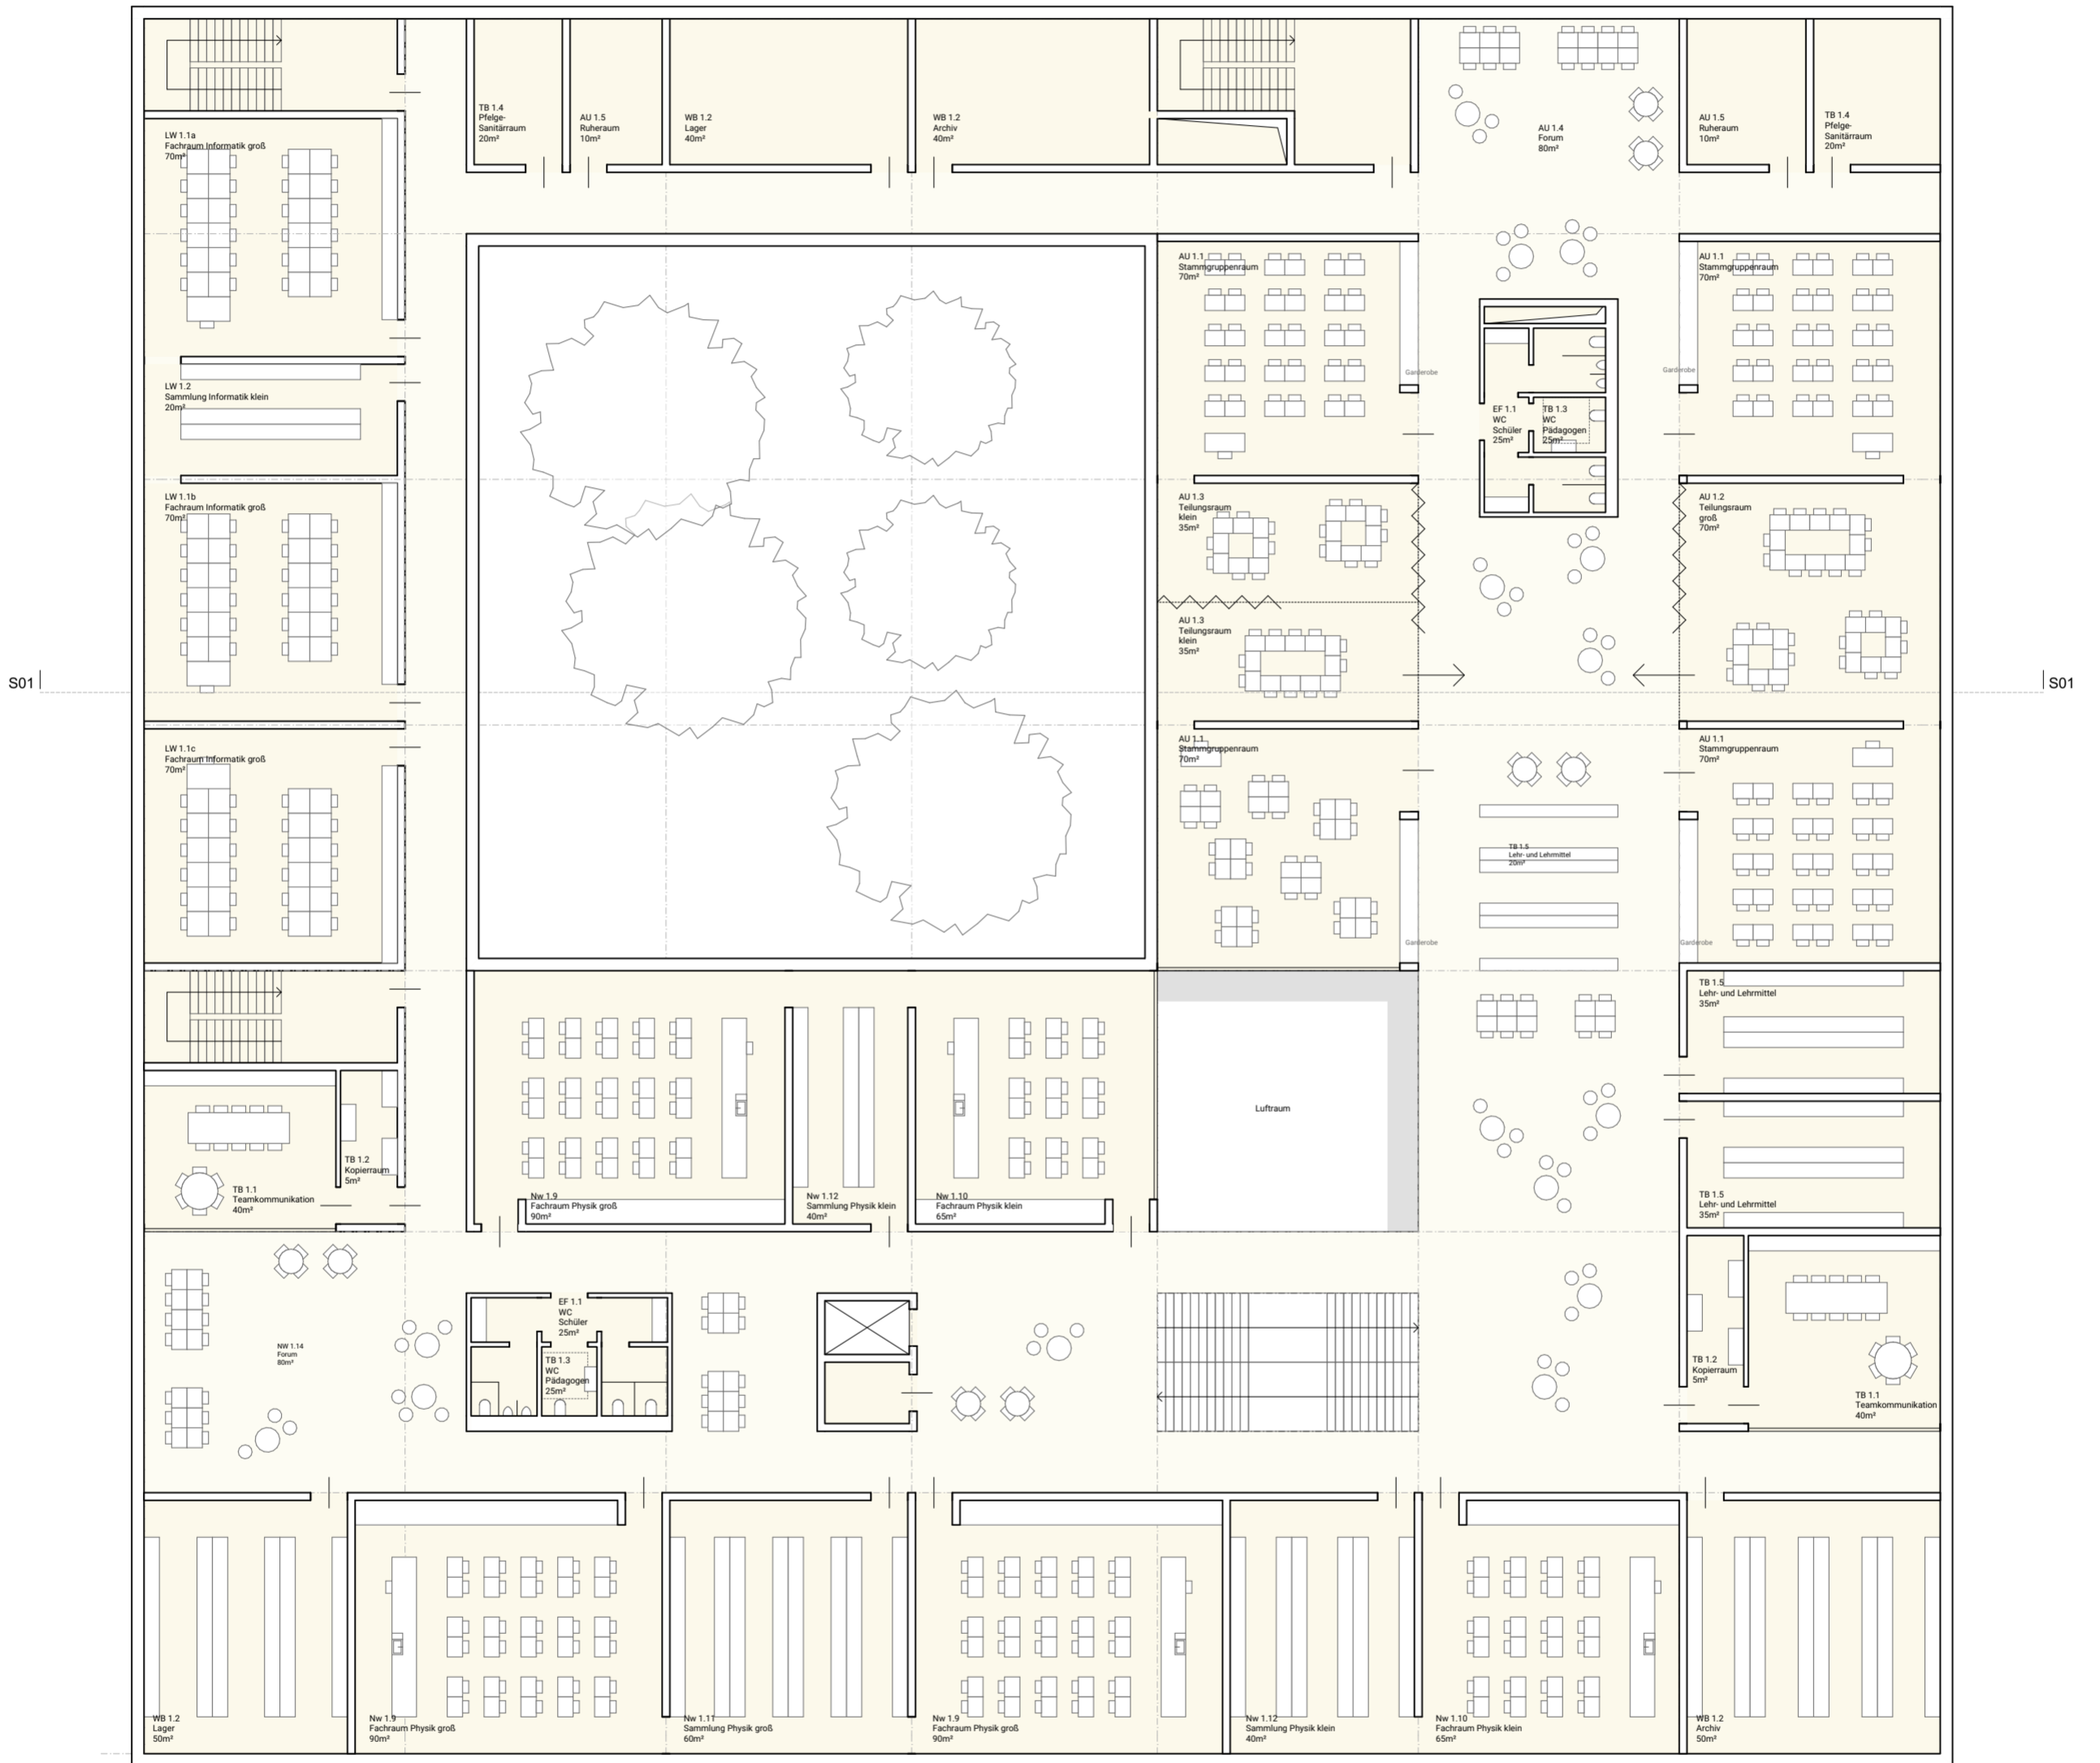 TB 1.4
Pfelge-
Sanitärraum
20m²
AU 1.5
Ruheraum
10m²
WB 1.2
Lager
40m²
WB 1.2
Archiv
40m²
AU 1.4
Forum
80m²
AU 1.5
Ruheraum
10m²
TB 1.4
Pfelge-
Sanitärraum
20m²
LW 1.1a
Fachraum Informatik groß
70m²
AU 1.1
Stammgruppenraum
70m²
AU 1.1
Stammgruppenraum
70m²
Garderobe
Garderobe
LW 1.2
Sammlung Informatik klein
20m²
EF 1.1
WC
Schüler
25m²
TB 1.3
WC
Pädagogen
25m²
LW 1.1b
Fachraum Informatik groß
70m²
AU 1.3
Teilungsraum
klein
35m²
AU 1.2
Teilungsraum
groß
70m²
AU 1.3
Teilungsraum
klein
35m²
S01
S01
LW 1.1c
Fachraum Informatik groß
70m²
AU 1.1
Stammgruppenraum
70m²
AU 1.1
Stammgruppenraum
70m²
TB 1.5
Lehr- und Lehrmittel
20m²
Garderobe
Garderobe
TB 1.5
Lehr- und Lehrmittel
35m²
Luftraum
TB 1.2
Kopierraum
5m²
TB 1.1
Teamkommunikation
40m²
Nw 1.9
Fachraum Physik groß
90m²
Nw 1.12
Sammlung Physik klein
40m²
Nw 1.10
Fachraum Physik klein
65m²
TB 1.5
Lehr- und Lehrmittel
35m²
NW 1.14
Forum
80m²
EF 1.1
WC
Schüler
25m²
TB 1.3
WC
Pädagogen
25m²
TB 1.2
Kopierraum
5m²
TB 1.1
Teamkommunikation
40m²
WB 1.2
Lager
50m²
Nw 1.9
Fachraum Physik groß
90m²
Nw 1.11
Sammlung Physik groß
60m²
Nw 1.9
Fachraum Physik groß
90m²
Nw 1.12
Sammlung Physik klein
40m²
Nw 1.10
Fachraum Physik klein
65m²
WB 1.2
Archiv
50m²